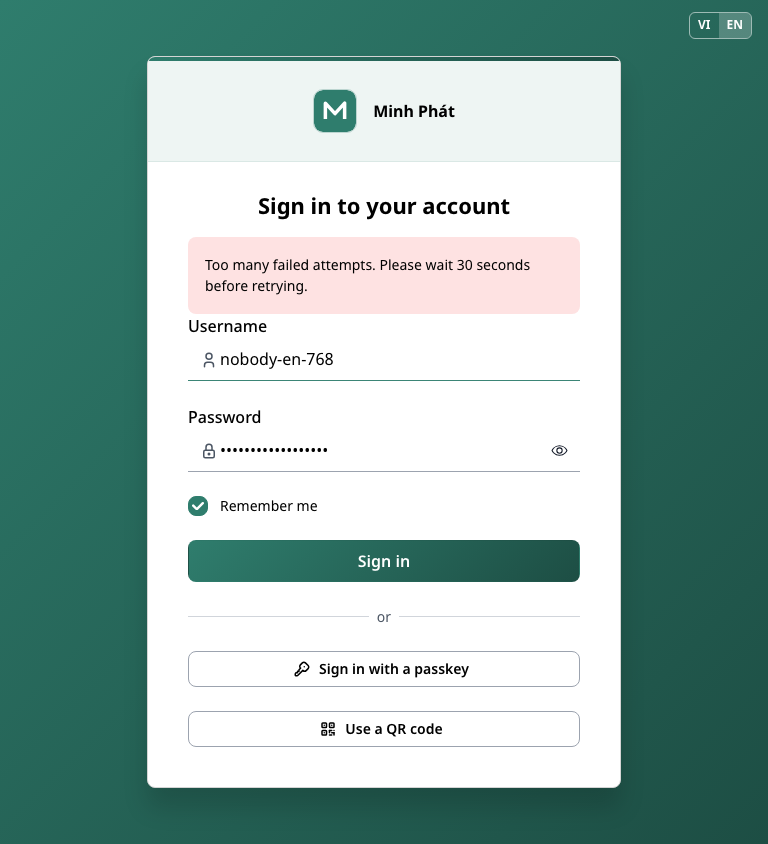 VI EN
Minh Phát
Sign in to your account
Too many failed attempts. Please wait 30 seconds
before retrying.
Username
nobody-en-768
Password
••••••••••••••••••
Remember me
Sign in
or
Sign in with a passkey
Use a QR code